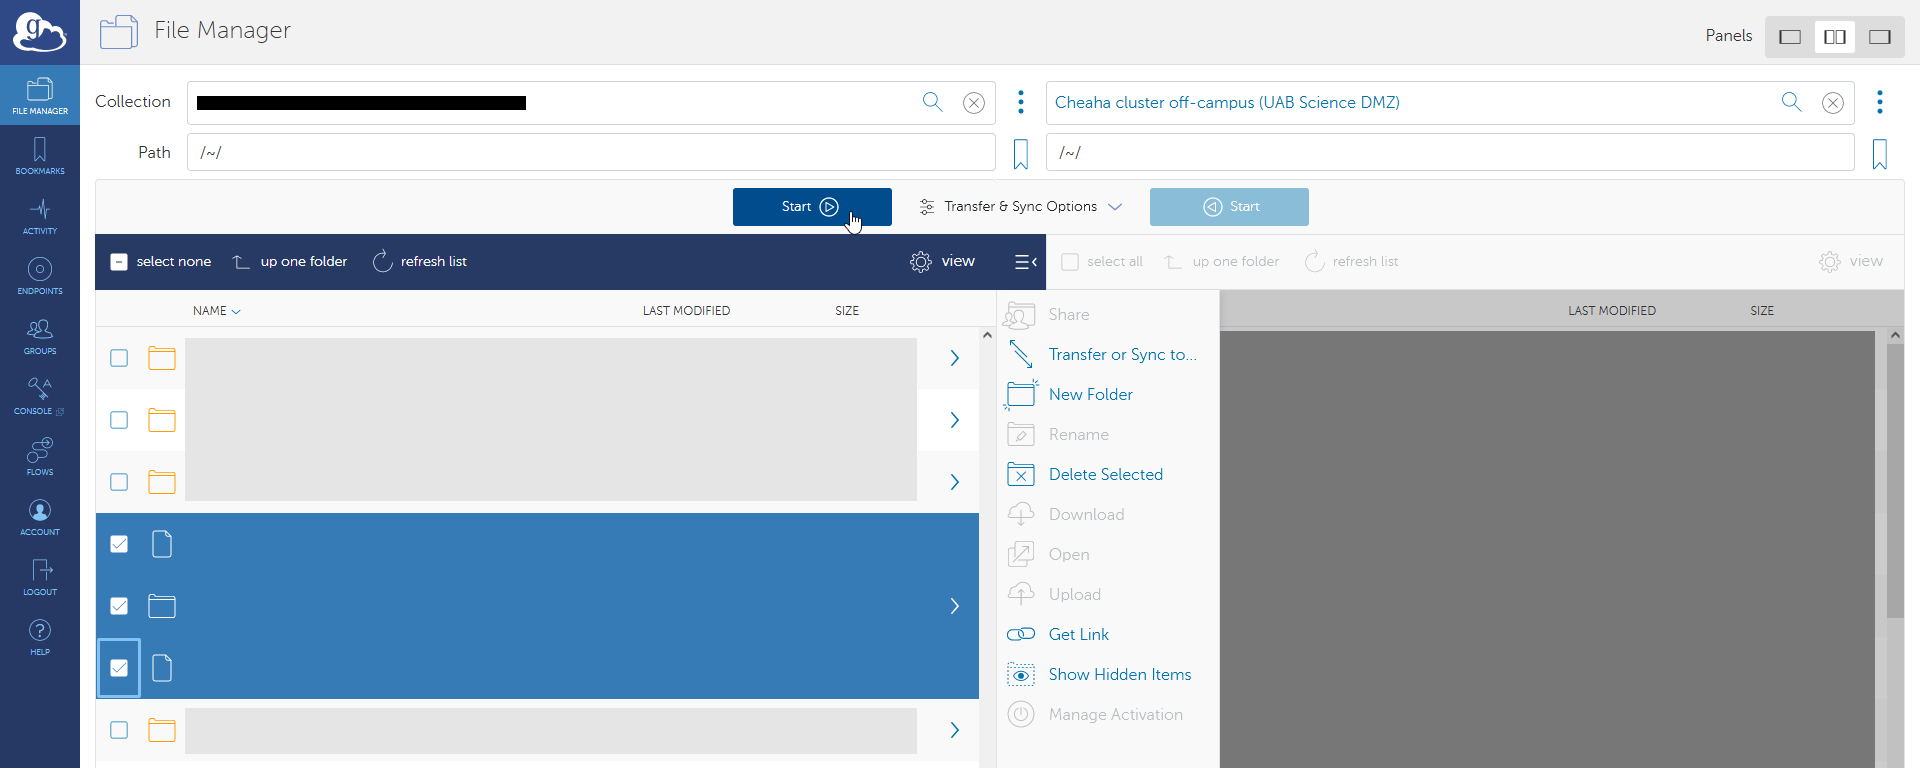 g
File Manager
Panels
FILE MANAGER
BOOKMARKS
ACTIVITY
ENDPOINTS
GROUPS
CONSOLE
FLOWS
ACCOUNT
LOGOUT
HELP
Collection
Cheaha cluster off-campus (UAB Science DMZ)
Path /~/ /~/
Start Transfer & Sync Options Start
select none up one folder refresh list view select all up one folder refresh list view
NAME LAST MODIFIED SIZE LAST MODIFIED SIZE
Share
Transfer or Sync to...
New Folder
Rename
Delete Selected
Download
Open
Upload
Get Link
Show Hidden Items
Manage Activation